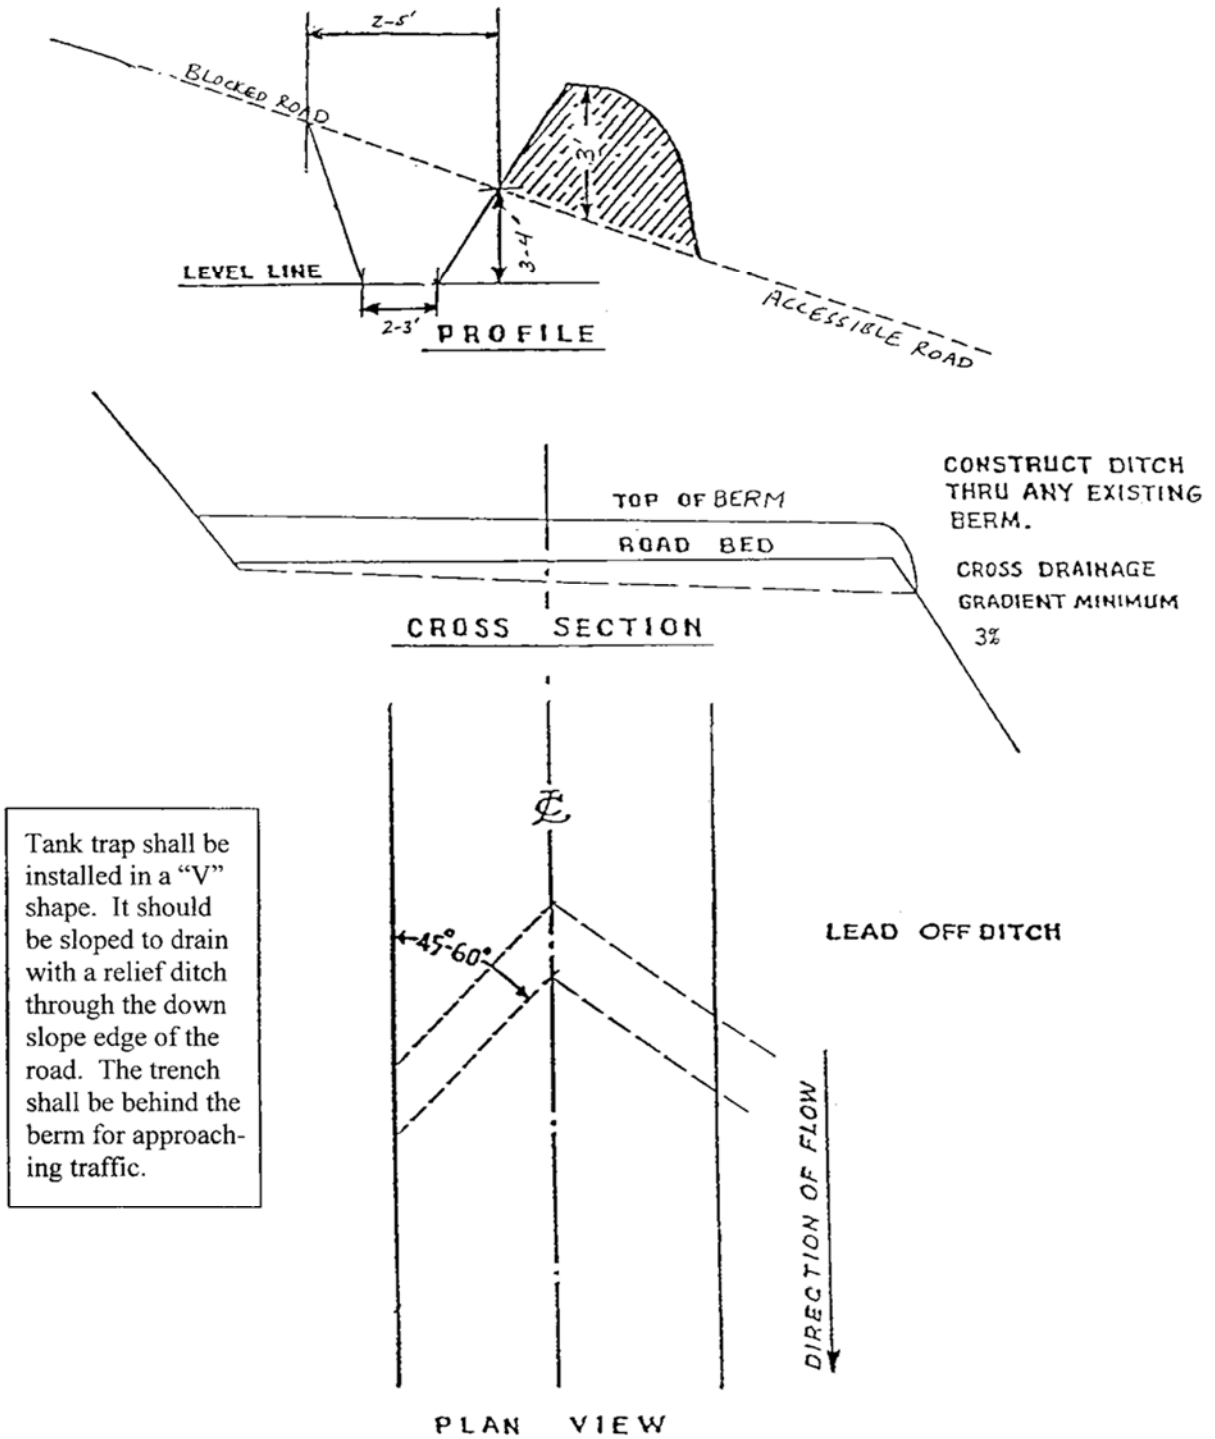 2-5'
BLOCKED ROAD
3
3-4'
LEVEL LINE
2-3'
PROFILE
ACCESSIBLE ROAD
CONSTRUCT DITCH
THRU ANY EXISTING
BERM.
TOP OF BERM
ROAD BED
CROSS DRAINAGE
GRADIENT MINIMUM
3%
CROSS SECTION
℄
Tank trap shall be
installed in a “V”
shape. It should
be sloped to drain
with a relief ditch
through the down
slope edge of the
road. The trench
shall be behind the
berm for approach-
ing traffic.
45°-60°
LEAD OFF DITCH
DIRECTION OF FLOW
PLAN VIEW